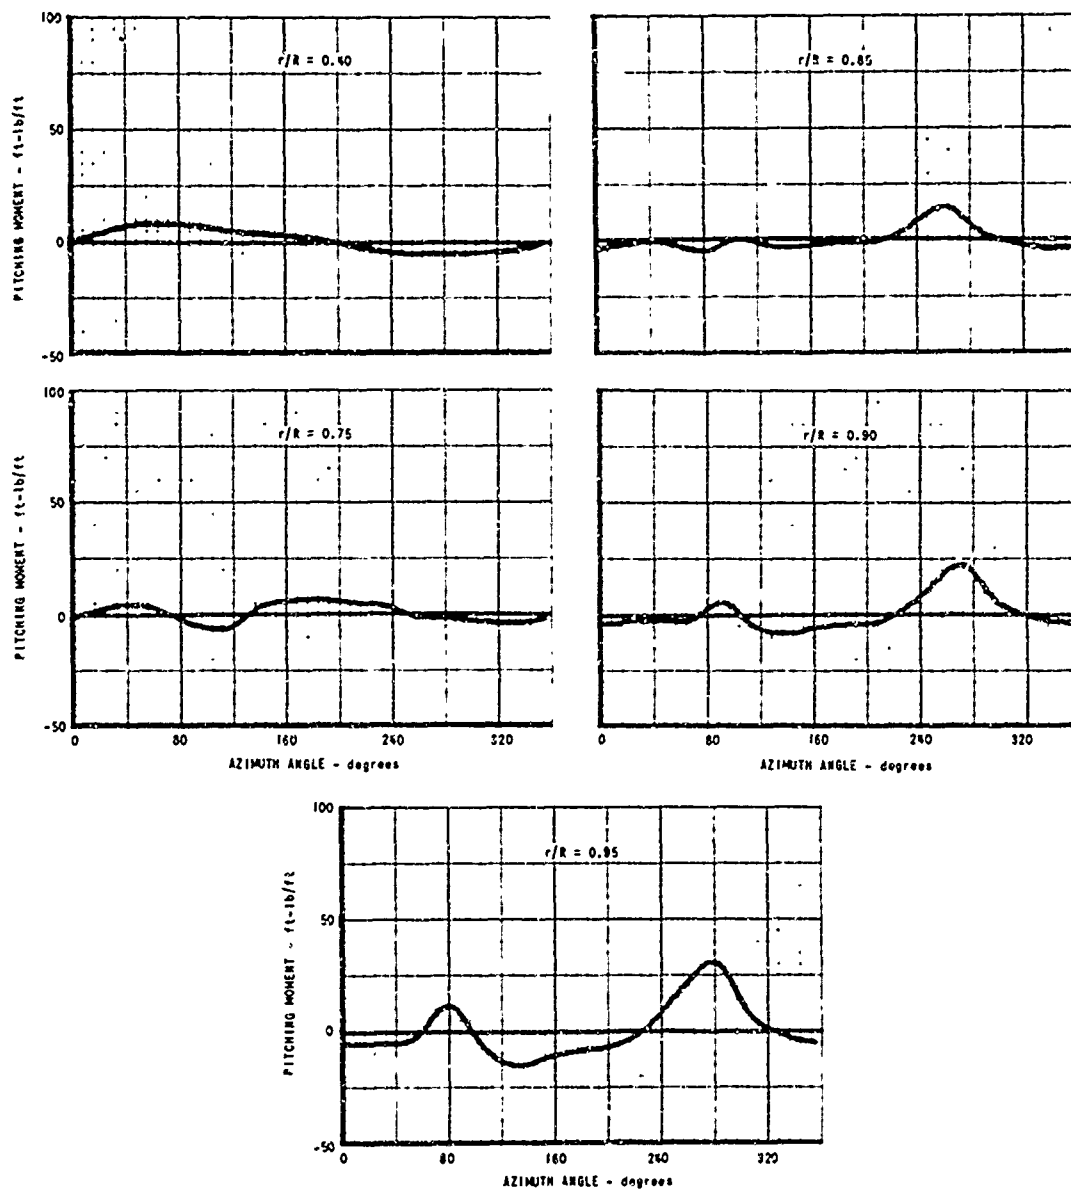 100
r/R = 0.40
50
0
-50
PITCHING MOMENT - ft-lb/ft
r/R = 0.85
100
r/R = 0.75
50
0
-50
PITCHING MOMENT - ft-lb/ft
0 80 160 240 320
AZIMUTH ANGLE - degrees
r/R = 0.90
0 80 160 240 320
AZIMUTH ANGLE - degrees
100
r/R = 0.95
50
0
-50
PITCHING MOMENT - ft-lb/ft
0 80 160 240 320
AZIMUTH ANGLE - degrees